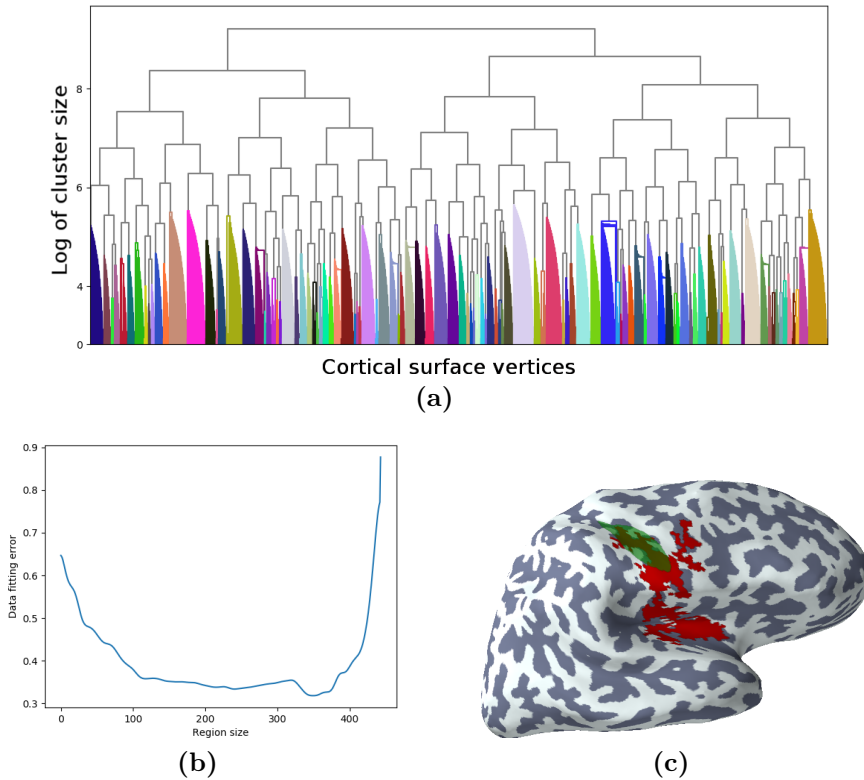 Log of cluster size
8
6
4
0
Cortical surface vertices
(a)
Data fitting error
0.9
0.8
0.7
0.6
0.5
0.4
0.3
0 100 200 300 400
Region size
(b)
(c)